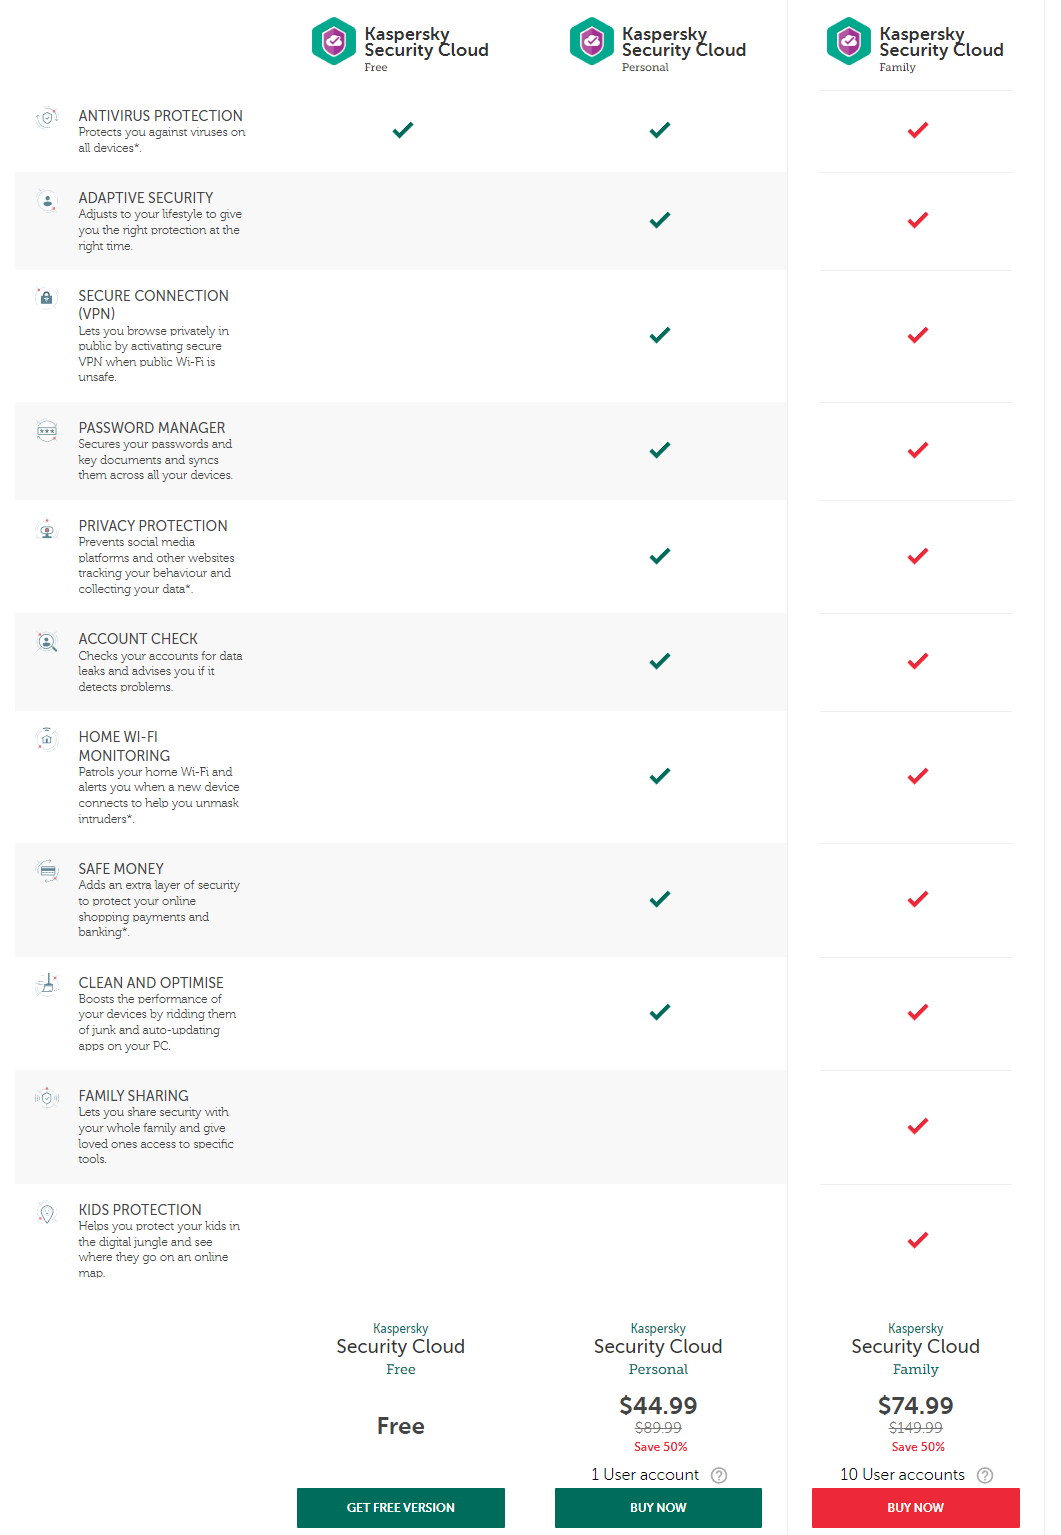 Kaspersky
Security Cloud
Free
Kaspersky
Security Cloud
Personal
Kaspersky
Security Cloud
Family
ANTIVIRUS PROTECTION
Protects you against viruses on
all devices*.
ADAPTIVE SECURITY
Adjusts to your lifestyle to give
you the right protection at the
right time.
SECURE CONNECTION
(VPN)
Lets you browse privately in
public by activating secure
VPN when public Wi-Fi is
unsafe.
PASSWORD MANAGER
Secures your passwords and
key documents and syncs
them across all your devices.
PRIVACY PROTECTION
Prevents social media
platforms and other websites
tracking your behaviour and
collecting your data*.
ACCOUNT CHECK
Checks your accounts for data
leaks and advises you if it
detects problems.
HOME WI-FI
MONITORING
Patrols your home Wi-Fi and
alerts you when a new device
connects to help you unmask
intruders*.
SAFE MONEY
Adds an extra layer of security
to protect your online
shopping payments and
banking*.
CLEAN AND OPTIMISE
Boosts the performance of
your devices by ridding them
of junk and auto-updating
apps on your PC.
FAMILY SHARING
Lets you share security with
your whole family and give
loved ones access to specific
tools.
KIDS PROTECTION
Helps you protect your kids in
the digital jungle and see
where they go on an online
map.
Kaspersky
Security Cloud
Free
Free
GET FREE VERSION
Kaspersky
Security Cloud
Personal
$44.99
$89.99
Save 50%
1 User account ?
BUY NOW
Kaspersky
Security Cloud
Family
$74.99
$149.99
Save 50%
10 User accounts ?
BUY NOW